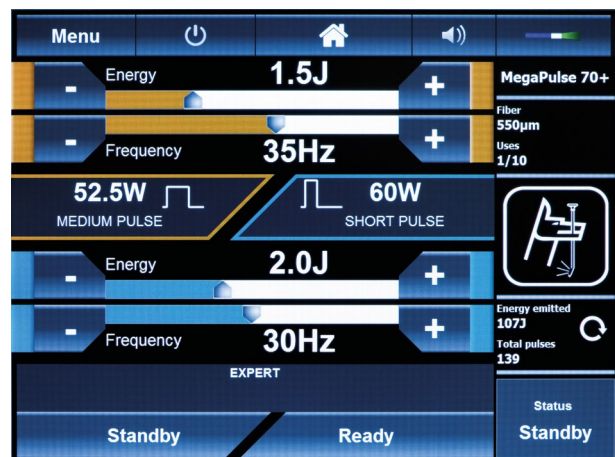 Menu
Energy
1.5J
-
+
Frequency
35Hz
-
+
52.5W
MEDIUM PULSE
60W
SHORT PULSE
Energy
2.0J
-
+
Frequency
30Hz
-
+
EXPERT
Standby
Ready
MegaPulse 70+
Fiber
550µm
Uses
1/10
Energy emitted
107J
Total pulses
139
Status
Standby